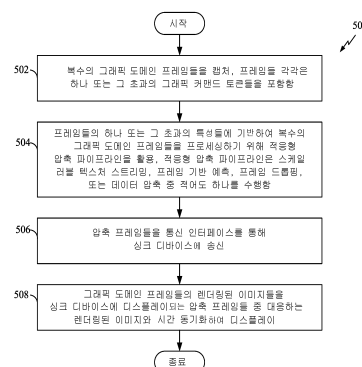 시작
50
502
복수의 그래픽 도메인 프레임들을 캡처, 프레임들 각각은
하나 또는 그 초과의 그래픽 커맨드 토큰들을 포함함
504
프레임들의 하나 또는 그 초과의 특성들에 기반하여 복수의
그래픽 도메인 프레임들을 프로세싱하기 위해 적응형
압축 파이프라인을 활용, 적응형 압축 파이프라인은 스케일
러블 텍스처 스트리밍, 프레임 기반 예측, 프레임 드롭핑,
또는 데이터 압축 중 적어도 하나를 수행함
506
압축 프레임들을 통신 인터페이스를 통해
싱크 디바이스에 송신
508
그래픽 도메인 프레임들의 렌더링된 이미지들을
싱크 디바이스에 디스플레이되는 압축 프레임들 중 대응하는
렌더링된 이미지와 시간 동기화하여 디스플레이
종료